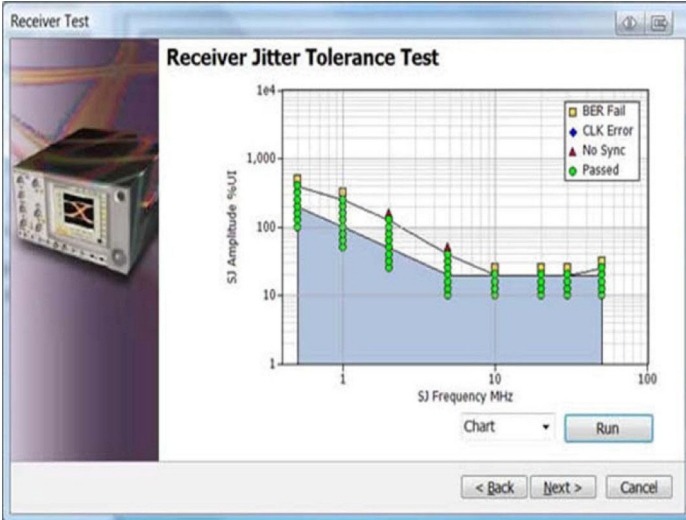 Receiver Test
Receiver Jitter Tolerance Test
1e4
1,000
100
10
1
SJ Amplitude %UI
BER Fail
CLK Error
No Sync
Passed
1
10
100
SJ Frequency MHz
Chart
Run
< Back
Next >
Cancel